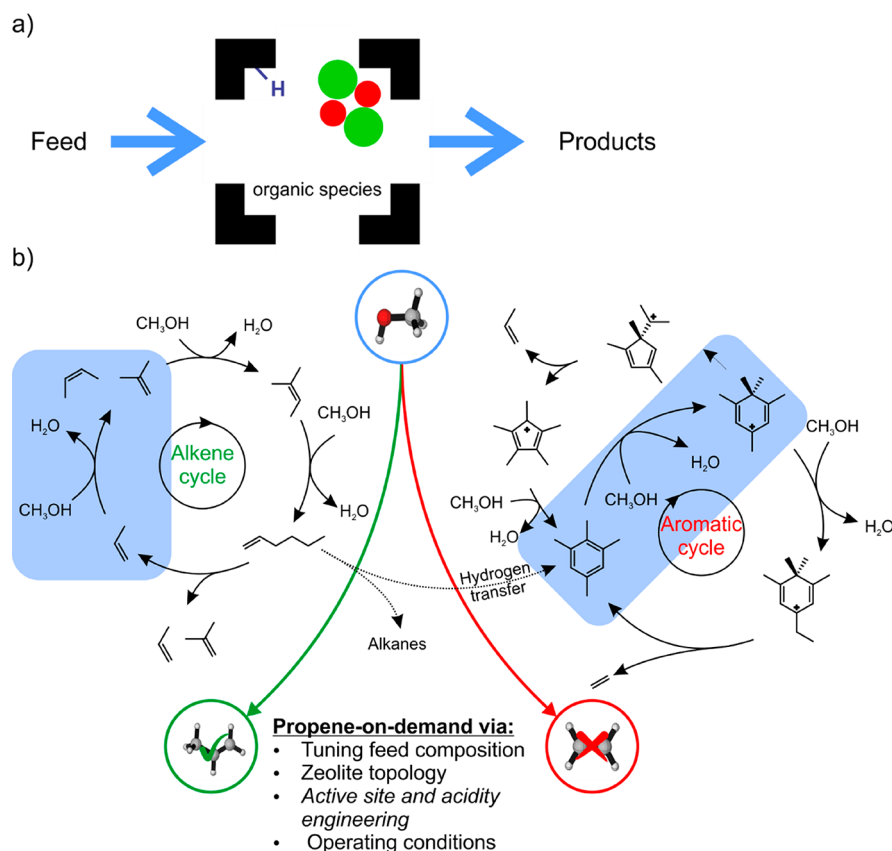 a)
H
Feed
Products
organic species
b)
CH₃OH
H₂O
H₂O
CH₃OH
Alkene
cycle
CH₃OH
H₂O
CH₃OH
H₂O
CH₃OH
H₂O
CH₃OH
H₂O
Aromatic
cycle
Hydrogen
transfer
Alkanes
Propene-on-demand via:
• Tuning feed composition
• Zeolite topology
• Active site and acidity
engineering
• Operating conditions